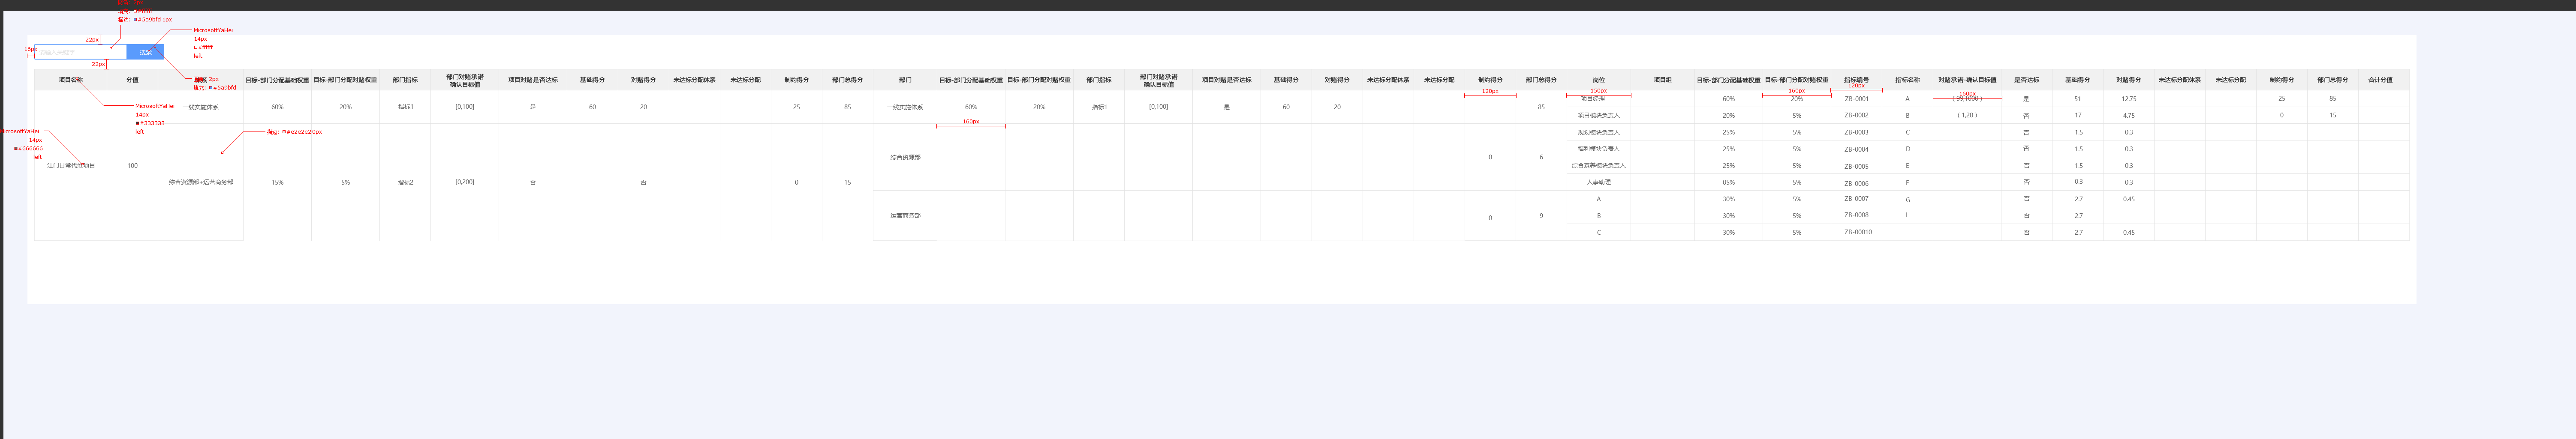 描边: #5a9bfd 1px
MicrosoftYaHei
14px
#ffffff
left
22px
16px
请输入关键字
搜索
22px
2px
填充: #5a9bfd
项目名称 分值 体系 目标-部门分配基础权重 目标-部门分配对赌权重 部门指标 部门对赌承诺 确认目标值 项目对赌是否达标 基础得分 对赌得分 未达标分配体系 未达标分配 制约得分 部门总得分 部门 目标-部门分配基础权重 目标-部门分配对赌权重 部门指标 部门对赌承诺 确认目标值 项目对赌是否达标 基础得分 对赌得分 未达标分配体系 未达标分配 制约得分 部门总得分 岗位 项目组 目标-部门分配基础权重 目标-部门分配对赌权重 指标编号 指标名称 对赌承诺-确认目标值 是否达标 基础得分 对赌得分 未达标分配体系 未达标分配 制约得分 部门总得分 合计分值
120px 150px 160px 120px 160px
项目经理 60% 20% ZB-0001 A (99,1000) 是 51 12.75 25 85
MicrosoftYaHei
14px
#333333
left
一线实施体系 60% 20% 指标1 [0,100] 是 60 20 25 85 一线实施体系 60% 20% 指标1 [0,100] 是 60 20 85
项目模块负责人 20% 5% ZB-0002 B (1,20) 否 17 4.75 0 15
160px
MicrosoftYaHei
14px
#666666
left
描边: #e2e2e2 0px
规划模块负责人 25% 5% ZB-0003 C 否 1.5 0.3
福利模块负责人 25% 5% ZB-0004 D 否 1.5 0.3
综合资源部 0 6
江门日常代维项目 100
综合素养模块负责人 25% 5% ZB-0005 E 否 1.5 0.3
综合资源部+运营商务部 15% 5% 指标2 [0,200] 否 否 0 15
人事助理 05% 5% ZB-0006 F 否 0.3 0.3
A 30% 5% ZB-0007 G 否 2.7 0.45
运营商务部 0 9
B 30% 5% ZB-0008 I 否 2.7
C 30% 5% ZB-00010 否 2.7 0.45